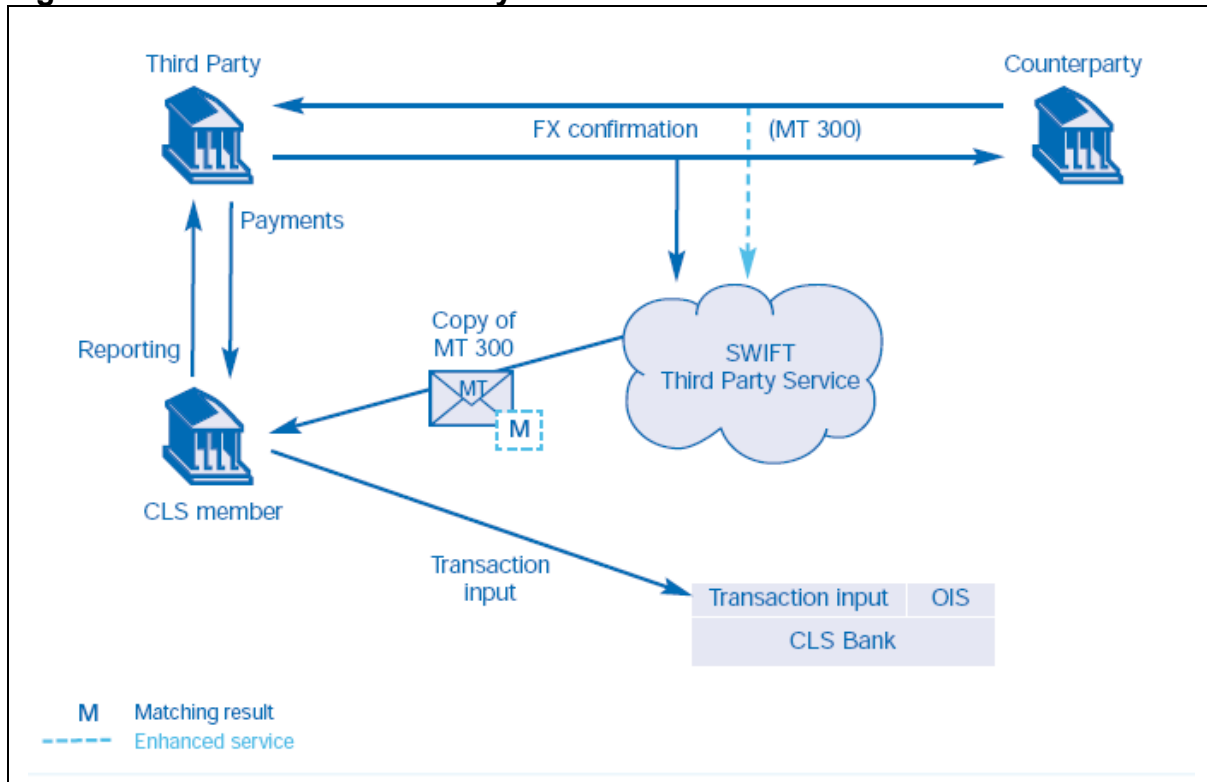 Third Party
Counterparty
FX confirmation (MT 300)
Payments
Reporting
Copy of
MT 300
MT
M
SWIFT
Third Party Service
CLS member
Transaction
input
Transaction input OIS
CLS Bank
M Matching result
Enhanced service